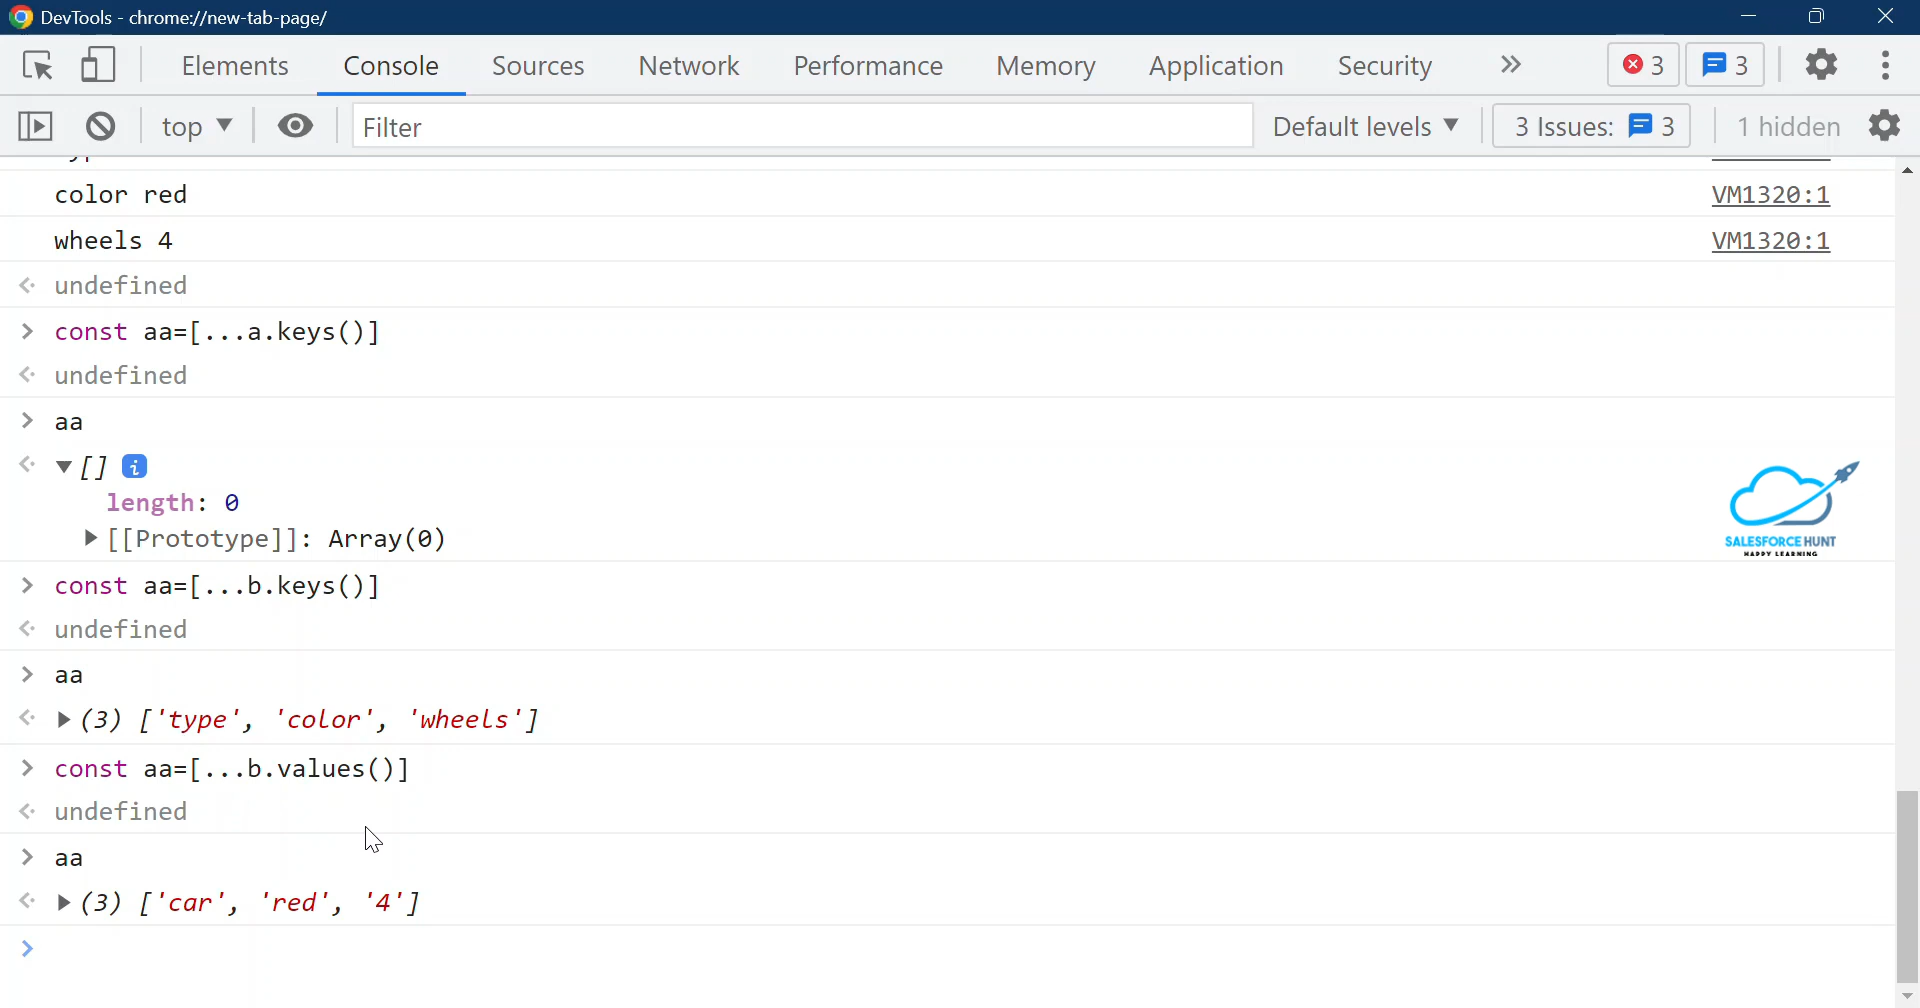 DevTools - chrome://new-tab-page/
Elements Console Sources Network Performance Memory Application Security » 3 3
top Filter Default levels 3 Issues: 3 1 hidden
color red VM1320:1
wheels 4 VM1320:1
undefined
> const aa=[...a.keys()]
undefined
> aa
[] i
length: 0
[[Prototype]]: Array(0)
SALESFORCE HUNT
HAPPY LEARNING
> const aa=[...b.keys()]
undefined
> aa
(3) ['type', 'color', 'wheels']
> const aa=[...b.values()]
undefined
> aa
(3) ['car', 'red', '4']
>